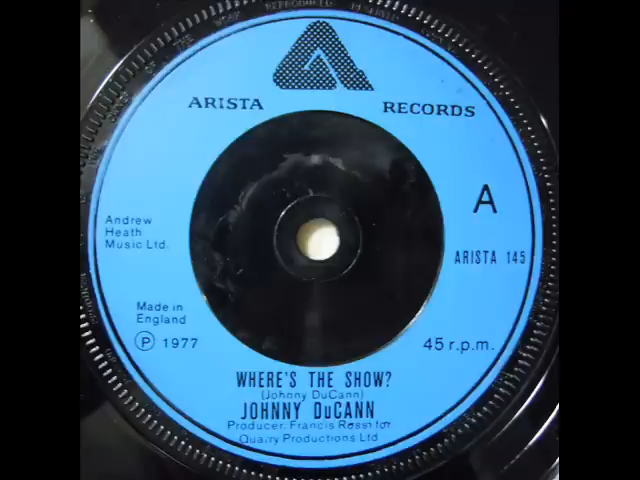 REPRODUCED
ARISTA RECORDS
A
Andrew
Heath
Music Ltd.
ARISTA 145
Made in
England
℗ 1977
45 r.p.m.
WHERE'S THE SHOW?
(Johnny DuCann)
JOHNNY DuCANN
Producer. Francis Rossi for
Quarry Productions Ltd